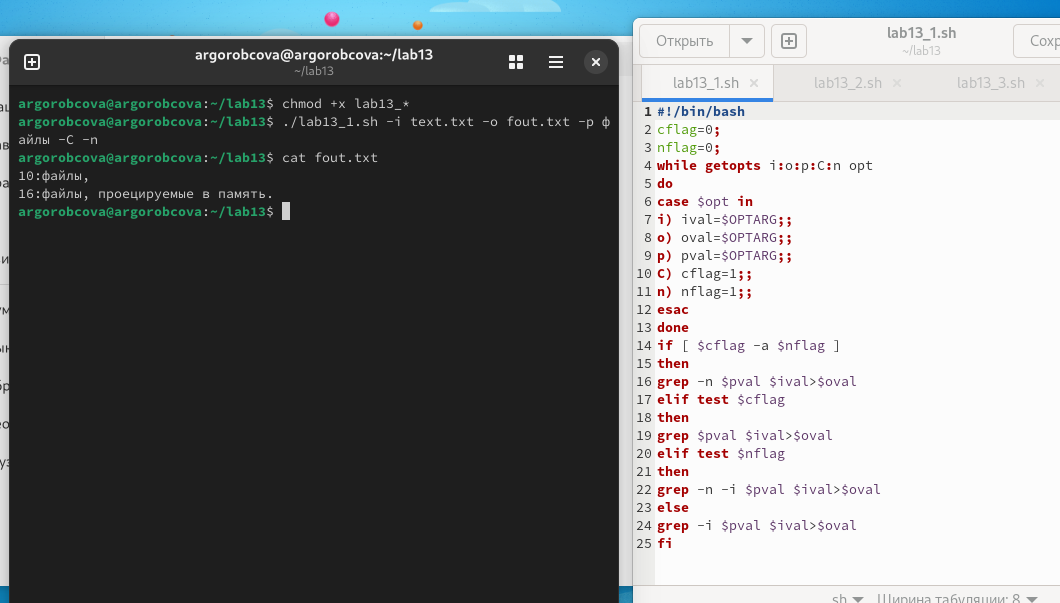 argorobcova@argorobcova:~/lab13
~/lab13
argorobcova@argorobcova:~/lab13$ chmod +x lab13_*
argorobcova@argorobcova:~/lab13$ ./lab13_1.sh -i text.txt -o fout.txt -p ф
айлы -C -n
argorobcova@argorobcova:~/lab13$ cat fout.txt
10:файлы,
16:файлы, проецируемые в память.
argorobcova@argorobcova:~/lab13$
Открыть
lab13_1.sh
~/lab13
lab13_1.sh × lab13_2.sh × lab13_3.sh ×
1 #!/bin/bash
2 cflag=0;
3 nflag=0;
4 while getopts i:o:p:C:n opt
5 do
6 case $opt in
7 i) ival=$OPTARG;;
8 o) oval=$OPTARG;;
9 p) pval=$OPTARG;;
10 C) cflag=1;;
11 n) nflag=1;;
12 esac
13 done
14 if [ $cflag -a $nflag ]
15 then
16 grep -n $pval $ival>$oval
17 elif test $cflag
18 then
19 grep $pval $ival>$oval
20 elif test $nflag
21 then
22 grep -n -i $pval $ival>$oval
23 else
24 grep -i $pval $ival>$oval
25 fi
sh Ширина табуляции: 8